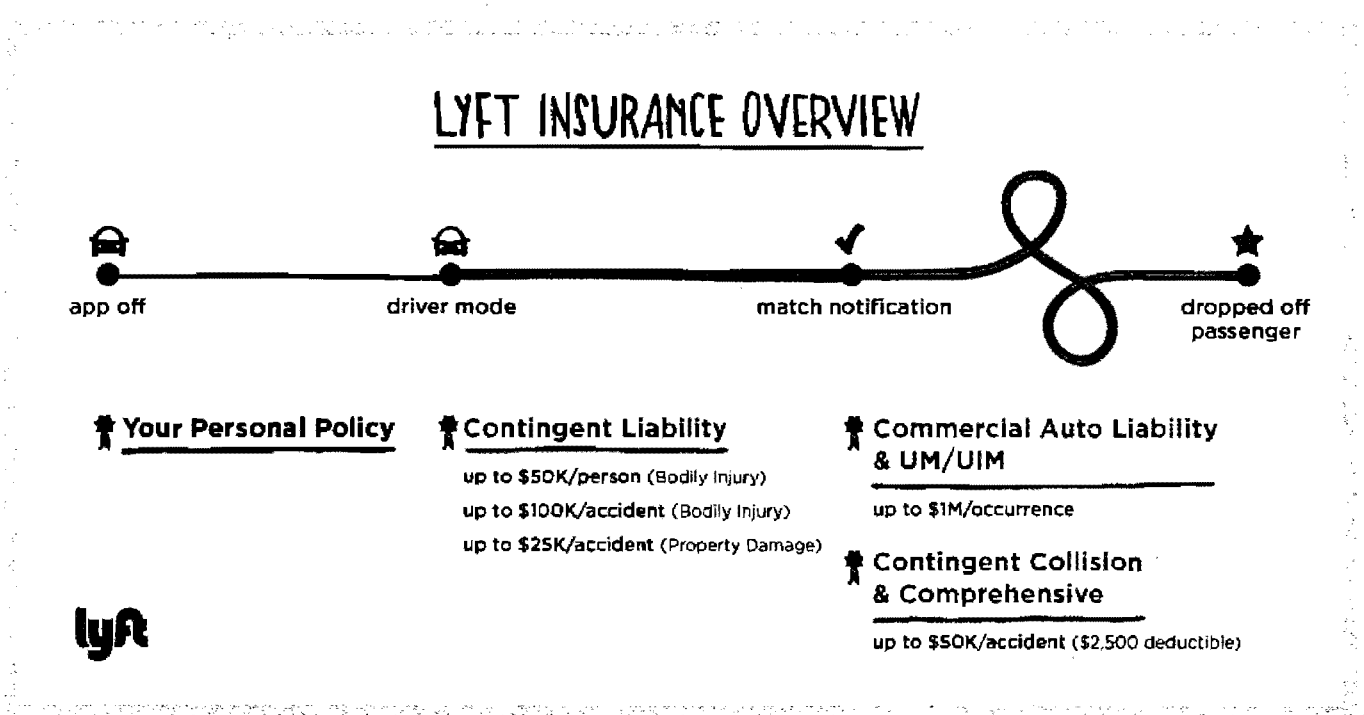 LYFT INSURANCE OVERVIEW
app off
driver mode
match notification
dropped off
passenger
Your Personal Policy
Contingent Liability
up to $50K/person (Bodily Injury)
up to $100K/accident (Bodily Injury)
up to $25K/accident (Property Damage)
Commercial Auto Liability
& UM/UIM
up to $1M/occurrence
Contingent Collision
& Comprehensive
up to $50K/accident ($2,500 deductible)
lyft